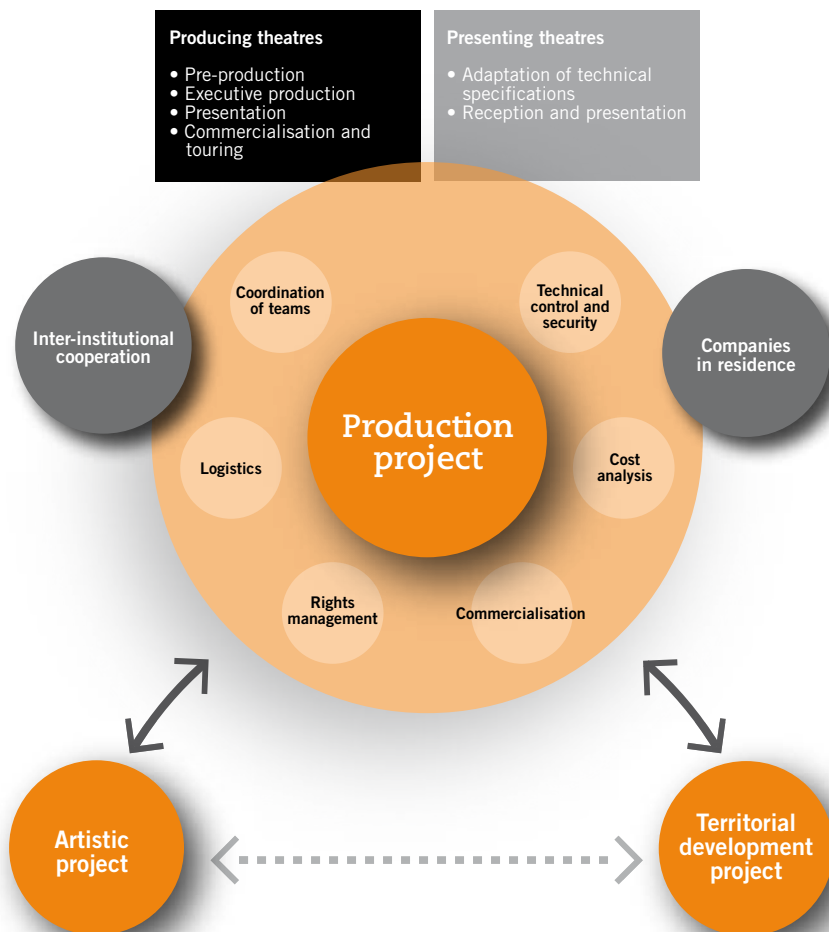 Producing theatres
• Pre-production
• Executive production
• Presentation
• Commercialisation and
touring
Presenting theatres
• Adaptation of technical
specifications
• Reception and presentation
Coordination
of teams
Technical
control and
security
Inter-institutional
cooperation
Companies
in residence
Production
project
Logistics
Cost
analysis
Rights
management
Commercialisation
Artistic
project
Territorial
development
project